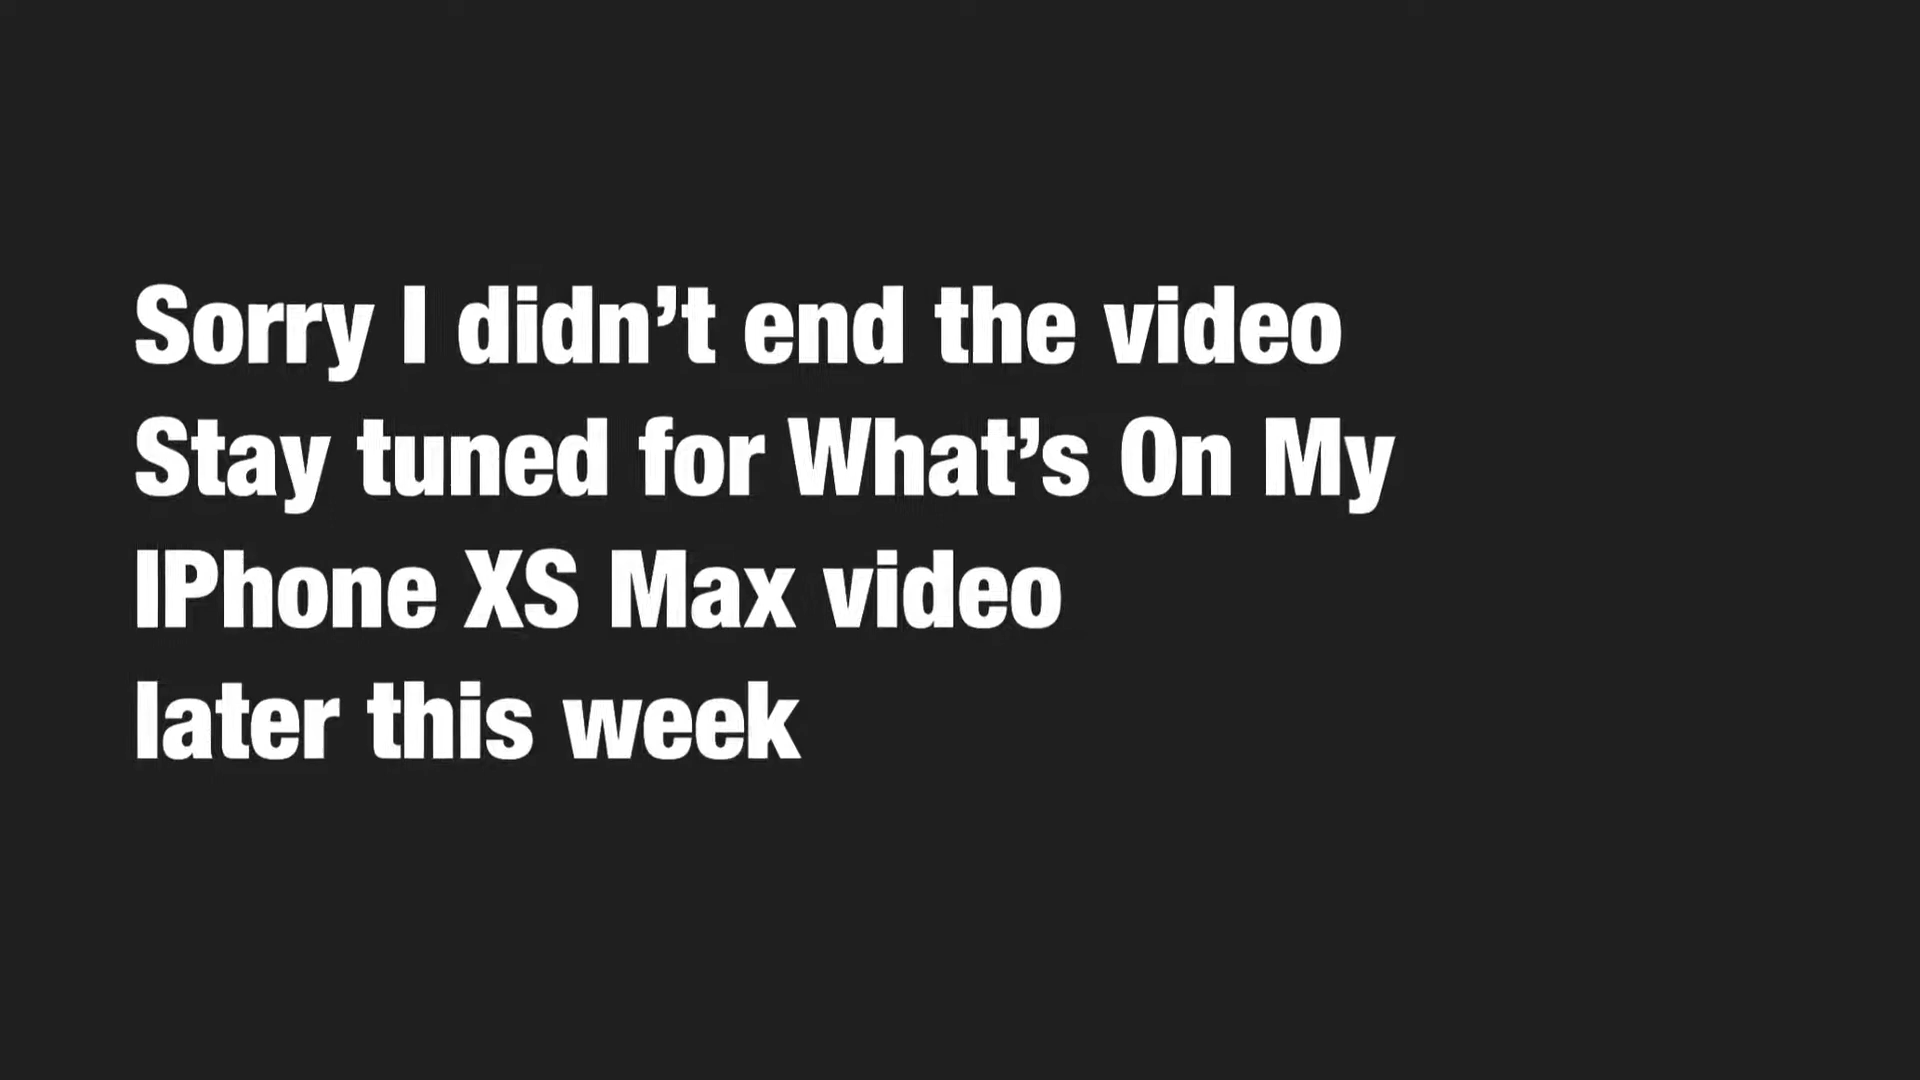 Sorry I didn’t end the video
Stay tuned for What’s On My
IPhone XS Max video
later this week